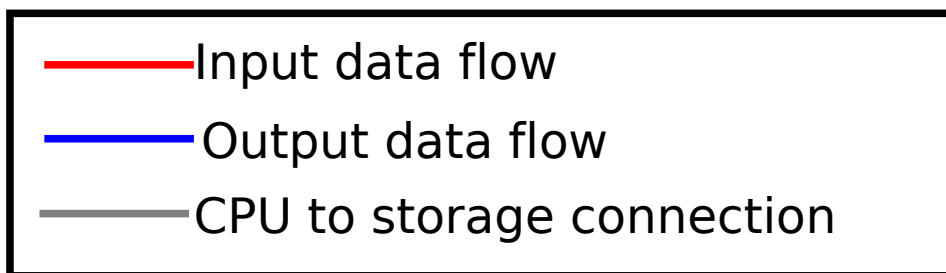 Input data flow
Output data flow
CPU to storage connection